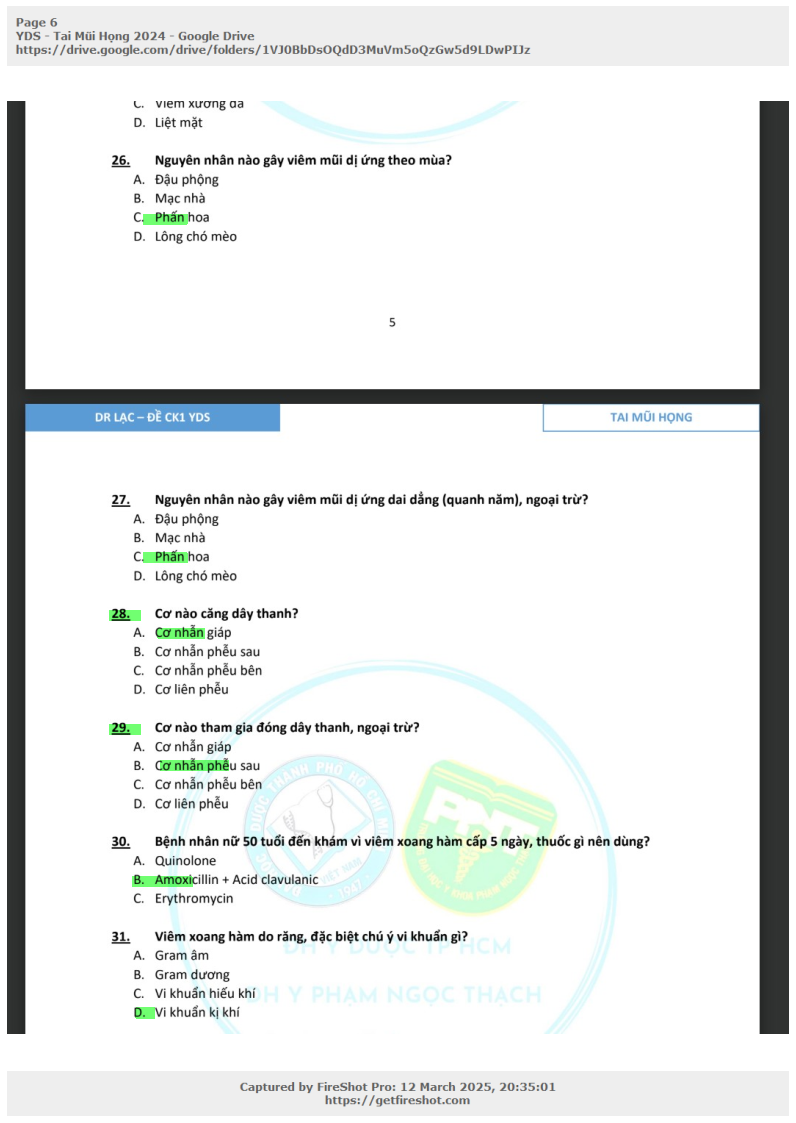 Page 6
YDS - Tai Mũi Họng 2024 - Google Drive
https://drive.google.com/drive/folders/1VJ0BbDsOQdD3MuVm5oQzGw5d9LDwPIJz
C. Viêm xương đá
D. Liệt mặt
26. Nguyên nhân nào gây viêm mũi dị ứng theo mùa?
A. Đậu phộng
B. Mạc nhà
C. Phấn hoa
D. Lông chó mèo
5
DR LẠC – ĐỀ CK1 YDS
TAI MŨI HỌNG
27. Nguyên nhân nào gây viêm mũi dị ứng dai dẳng (quanh năm), ngoại trừ?
A. Đậu phộng
B. Mạc nhà
C. Phấn hoa
D. Lông chó mèo
28. Cơ nào căng dây thanh?
A. Cơ nhẫn giáp
B. Cơ nhẫn phễu sau
C. Cơ nhẫn phễu bên
D. Cơ liên phễu
29. Cơ nào tham gia đóng dây thanh, ngoại trừ?
A. Cơ nhẫn giáp
B. Cơ nhẫn phễu sau
C. Cơ nhẫn phễu bên
D. Cơ liên phễu
30. Bệnh nhân nữ 50 tuổi đến khám vì viêm xoang hàm cấp 5 ngày, thuốc gì nên dùng?
A. Quinolone
B. Amoxicillin + Acid clavulanic
C. Erythromycin
31. Viêm xoang hàm do răng, đặc biệt chú ý vi khuẩn gì?
A. Gram âm
B. Gram dương
C. Vi khuẩn hiếu khí
D. Vi khuẩn kị khí
ĐH Y DƯỢC TP HCM
ĐH Y PHẠM NGỌC THẠCH
PNT
VIỆT NAM
- 1947 -
Captured by FireShot Pro: 12 March 2025, 20:35:01
https://getfireshot.com